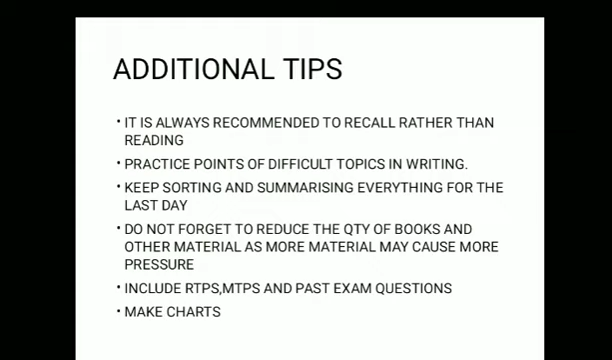 ADDITIONAL TIPS
• IT IS ALWAYS RECOMMENDED TO RECALL RATHER THAN
READING
• PRACTICE POINTS OF DIFFICULT TOPICS IN WRITING.
• KEEP SORTING AND SUMMARISING EVERYTHING FOR THE
LAST DAY
• DO NOT FORGET TO REDUCE THE QTY OF BOOKS AND
OTHER MATERIAL AS MORE MATERIAL MAY CAUSE MORE
PRESSURE
• INCLUDE RTPS,MTPS AND PAST EXAM QUESTIONS
• MAKE CHARTS